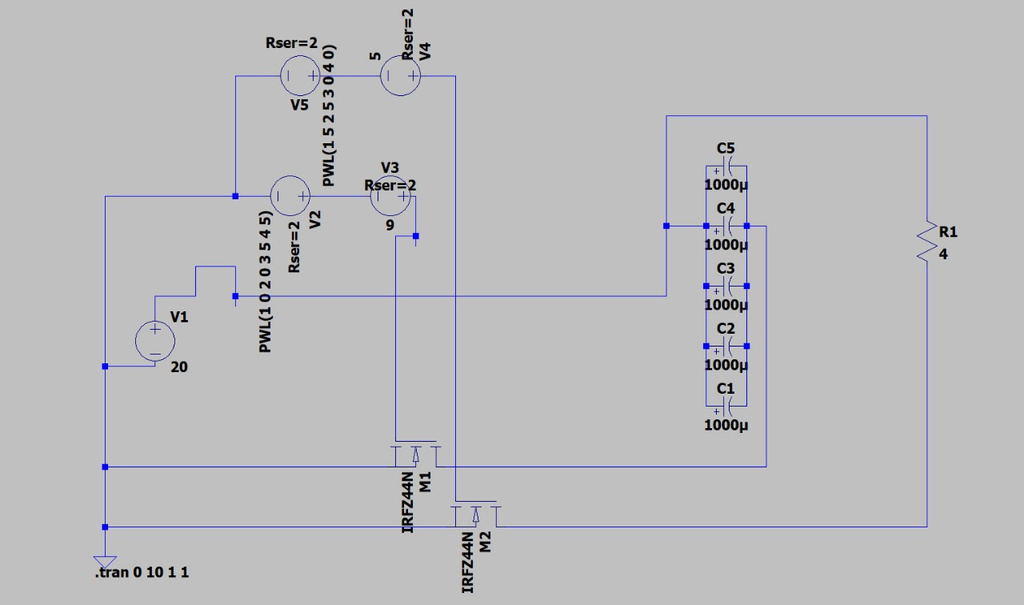 Rser=2
V5
PWL(1 5 2 5 3 0 4 0)
5
Rser=2
V4
V3
Rser=2
9
V2
Rser=2
PWL(1 0 2 0 3 5 4 5)
V1
20
C5
1000µ
C4
1000µ
C3
1000µ
C2
1000µ
C1
1000µ
R1
4
M1
IRFZ44N
M2
IRFZ44N
.tran 0 10 1 1